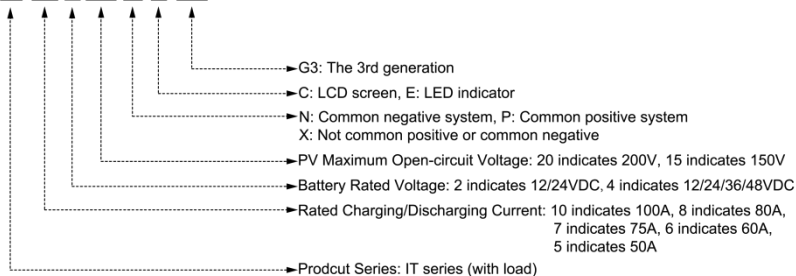 G3: The 3rd generation
C: LCD screen, E: LED indicator
N: Common negative system, P: Common positive system
X: Not common positive or common negative
PV Maximum Open-circuit Voltage: 20 indicates 200V, 15 indicates 150V
Battery Rated Voltage: 2 indicates 12/24VDC, 4 indicates 12/24/36/48VDC
Rated Charging/Discharging Current: 10 indicates 100A, 8 indicates 80A,
7 indicates 75A, 6 indicates 60A,
5 indicates 50A
Prodcut Series: IT series (with load)